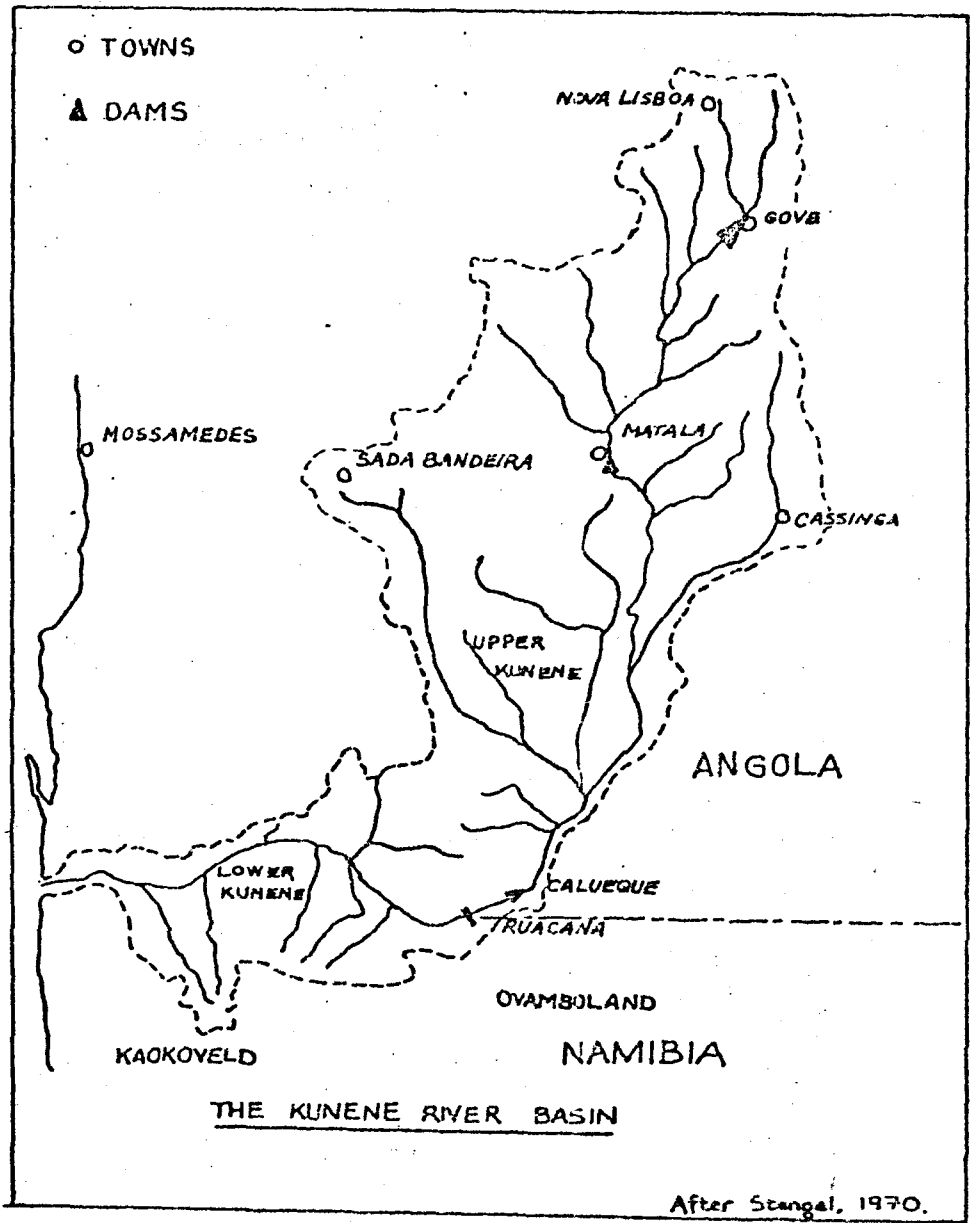 TOWNS
DAMS
NOVA LISBOA
GOVE
MOSSAMEDES
SADA BANDEIRA
MATALA
CASSINGA
UPPER
KUNENE
ANGOLA
LOWER
KUNENE
CALUEQUE
RUACANA
OVAMBOLAND
KAOKOVELD
NAMIBIA
THE KUNENE RIVER BASIN
After Stengel, 1970.